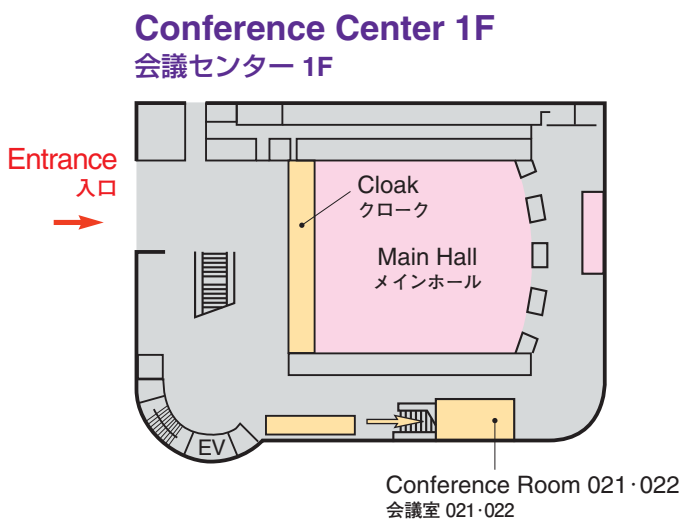 Conference Center 1F
会議センター 1F
Entrance
入口
Cloak
クローク
Main Hall
メインホール
EV
Conference Room 021·022
会議室 021·022